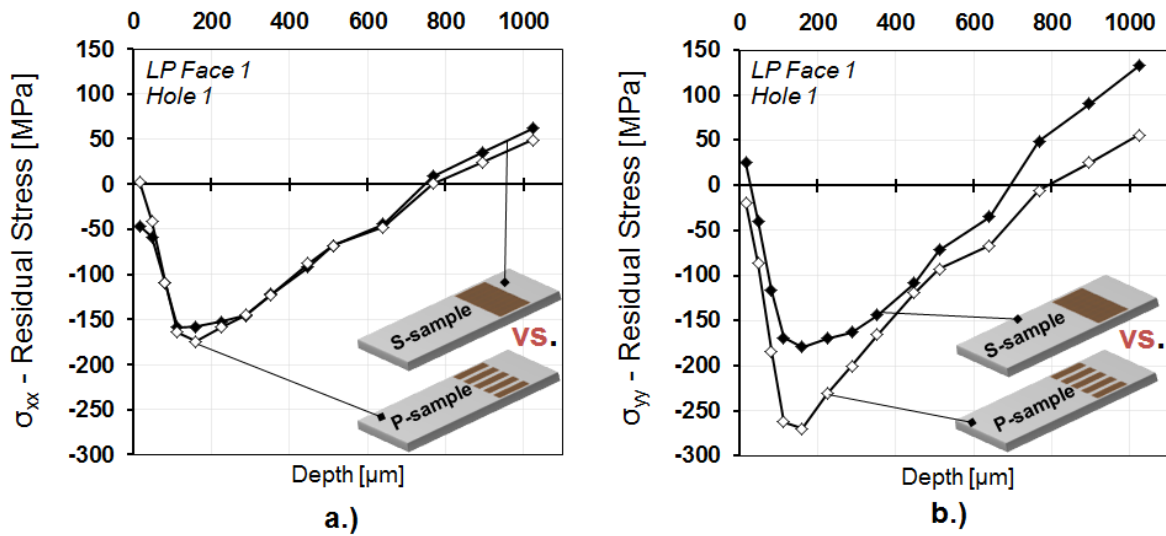 0 200 400 600 800 1000
150
100
50
0
-50
-100
-150
-200
-250
-300
σxx - Residual Stress [MPa]
LP Face 1
Hole 1
S-sample
vs.
P-sample
Depth [µm]
a.)
0 200 400 600 800 1000
150
100
50
0
-50
-100
-150
-200
-250
-300
σyy - Residual Stress [MPa]
LP Face 1
Hole 1
S-sample
vs.
P-sample
Depth [µm]
b.)